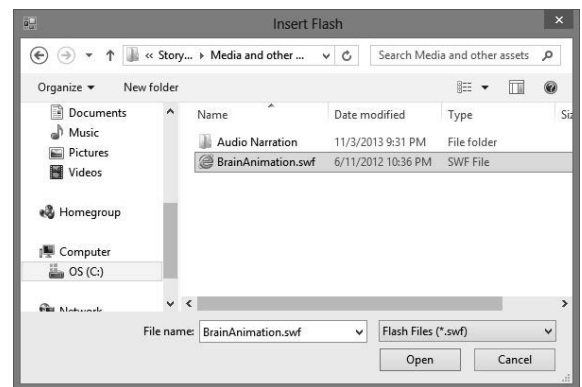 Insert Flash
« Story... ▸ Media and other ... Search Media and other assets
Organize ▾ New folder
Documents Name Date modified Type Siz
Music
Audio Narration 11/3/2013 9:31 PM File folder
Pictures
BrainAnimation.swf 6/11/2012 10:36 PM SWF File
Videos
Homegroup
Computer
OS (C:)
Network
File name: BrainAnimation.swf Flash Files (*.swf)
Open Cancel